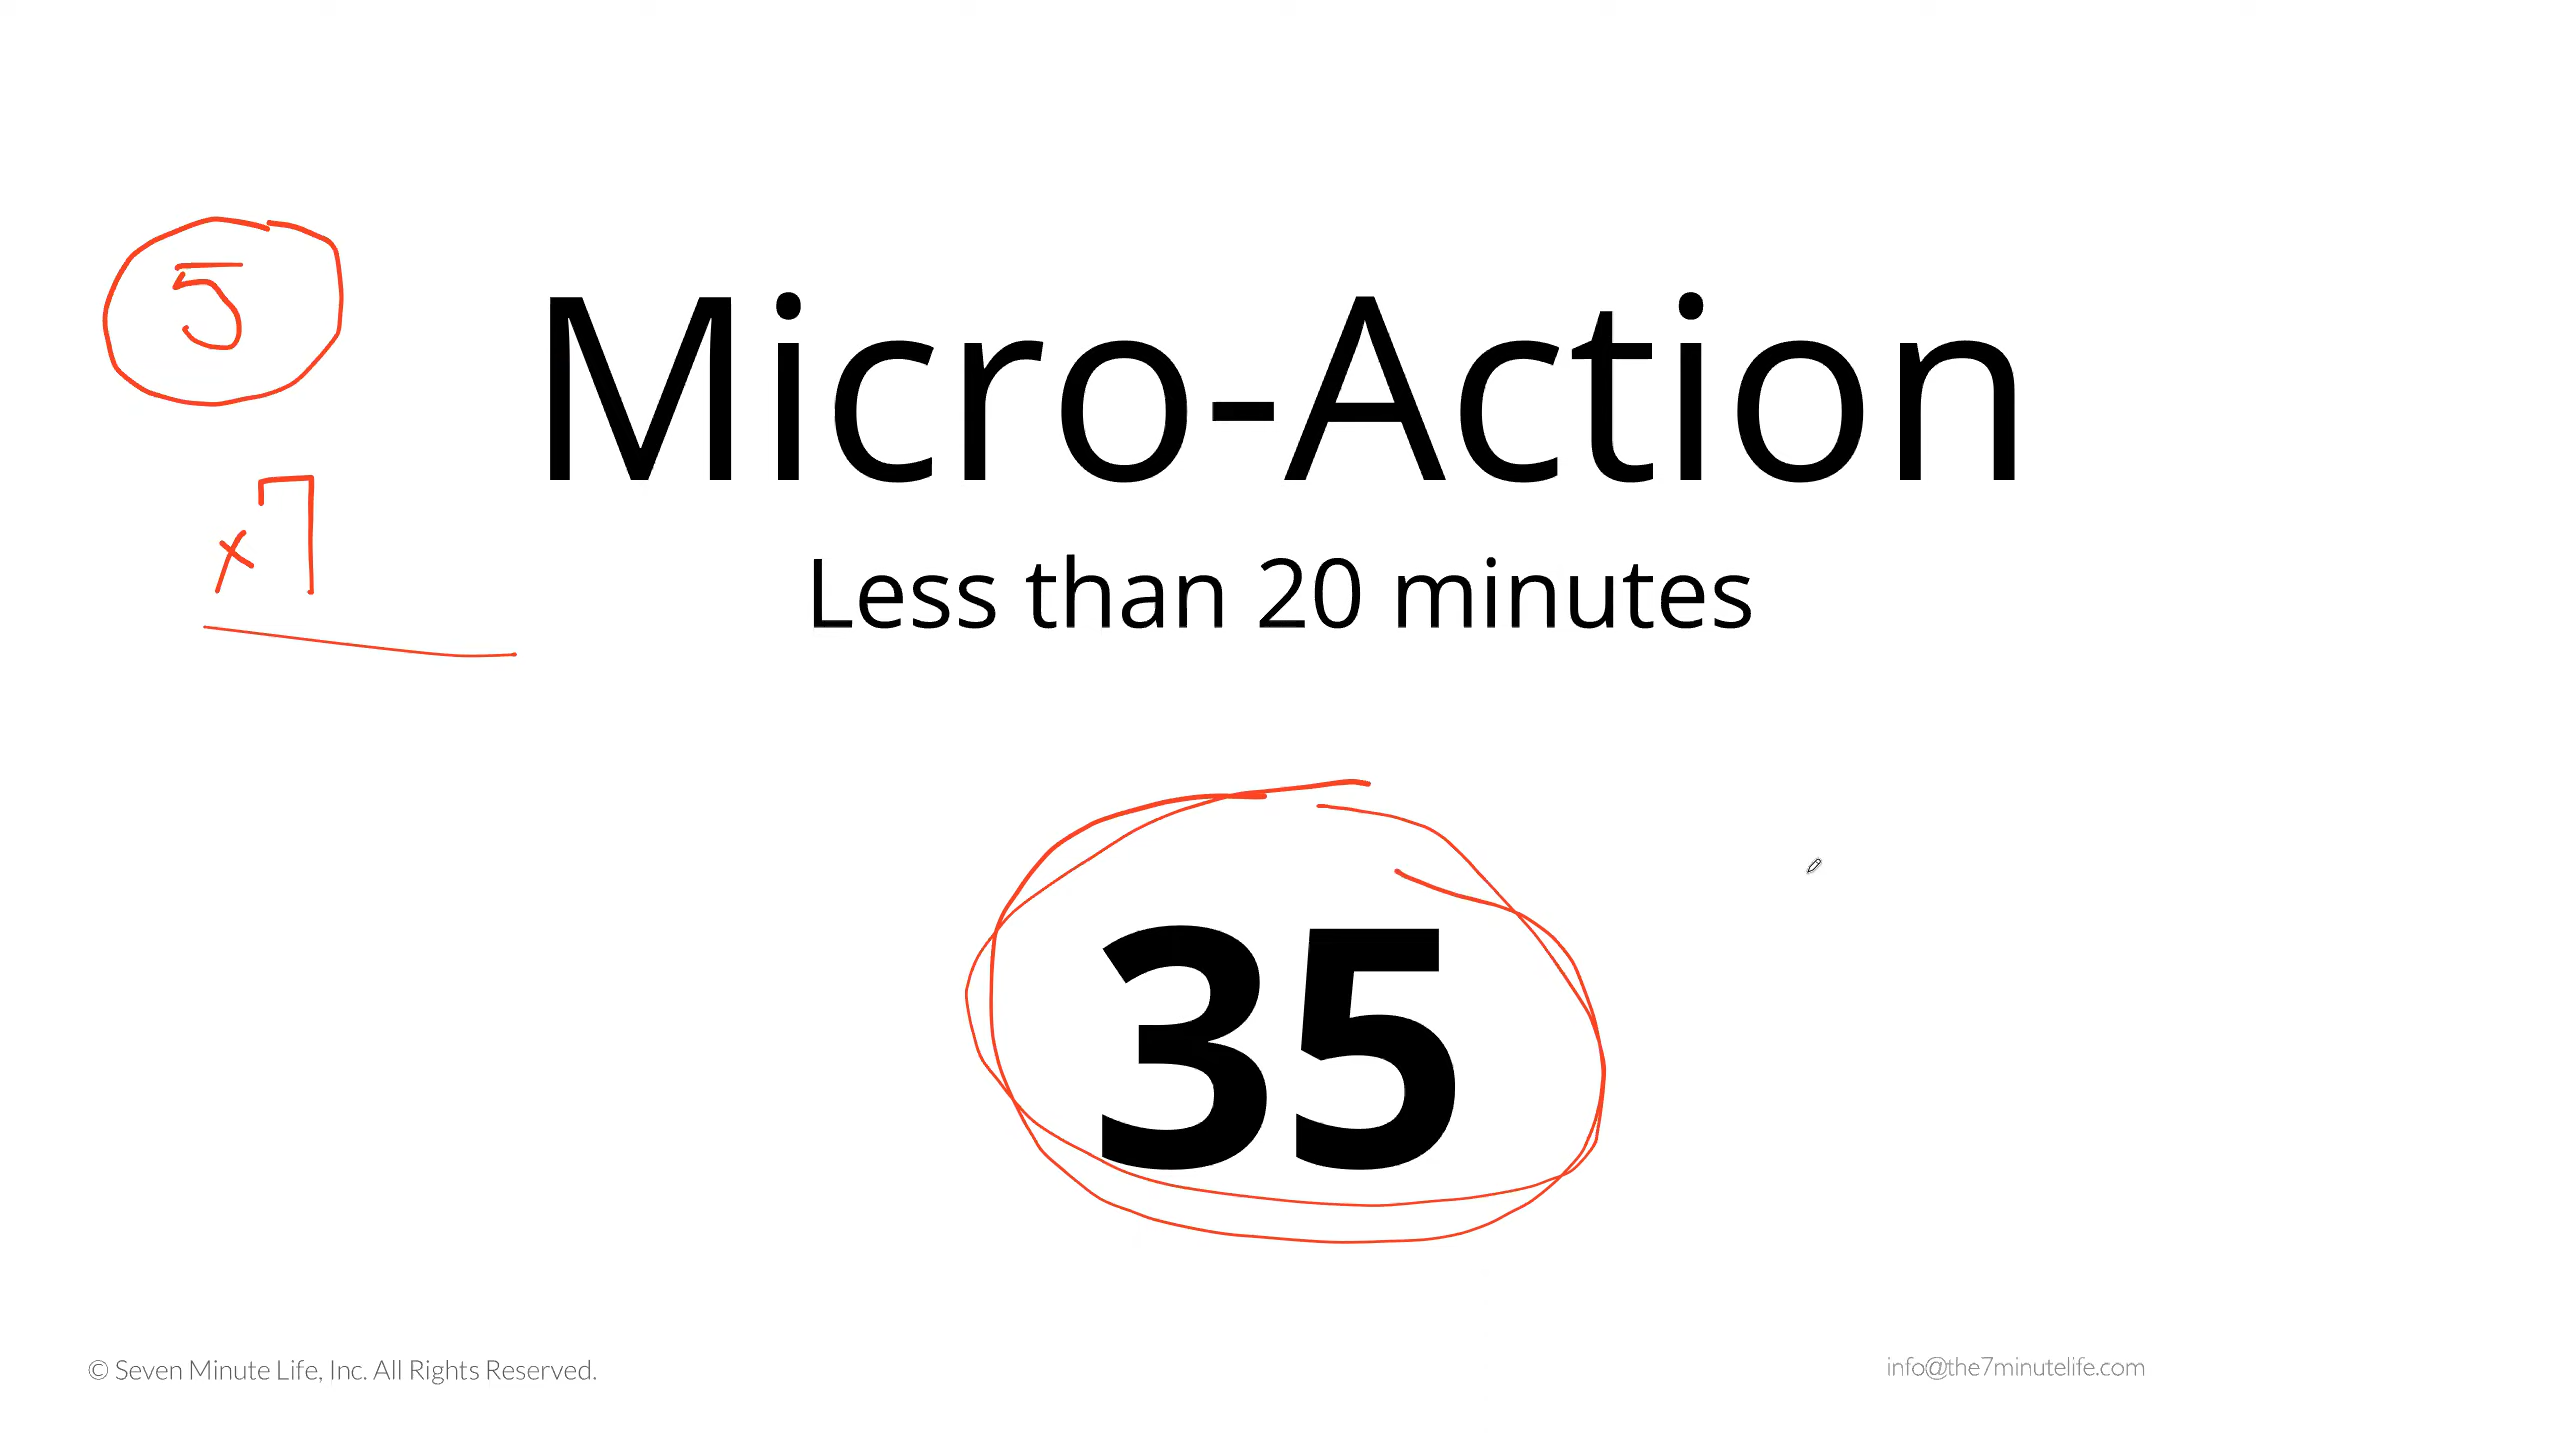 5
x7
Micro-Action
Less than 20 minutes
35
© Seven Minute Life, Inc. All Rights Reserved.
info@the7minutelife.com